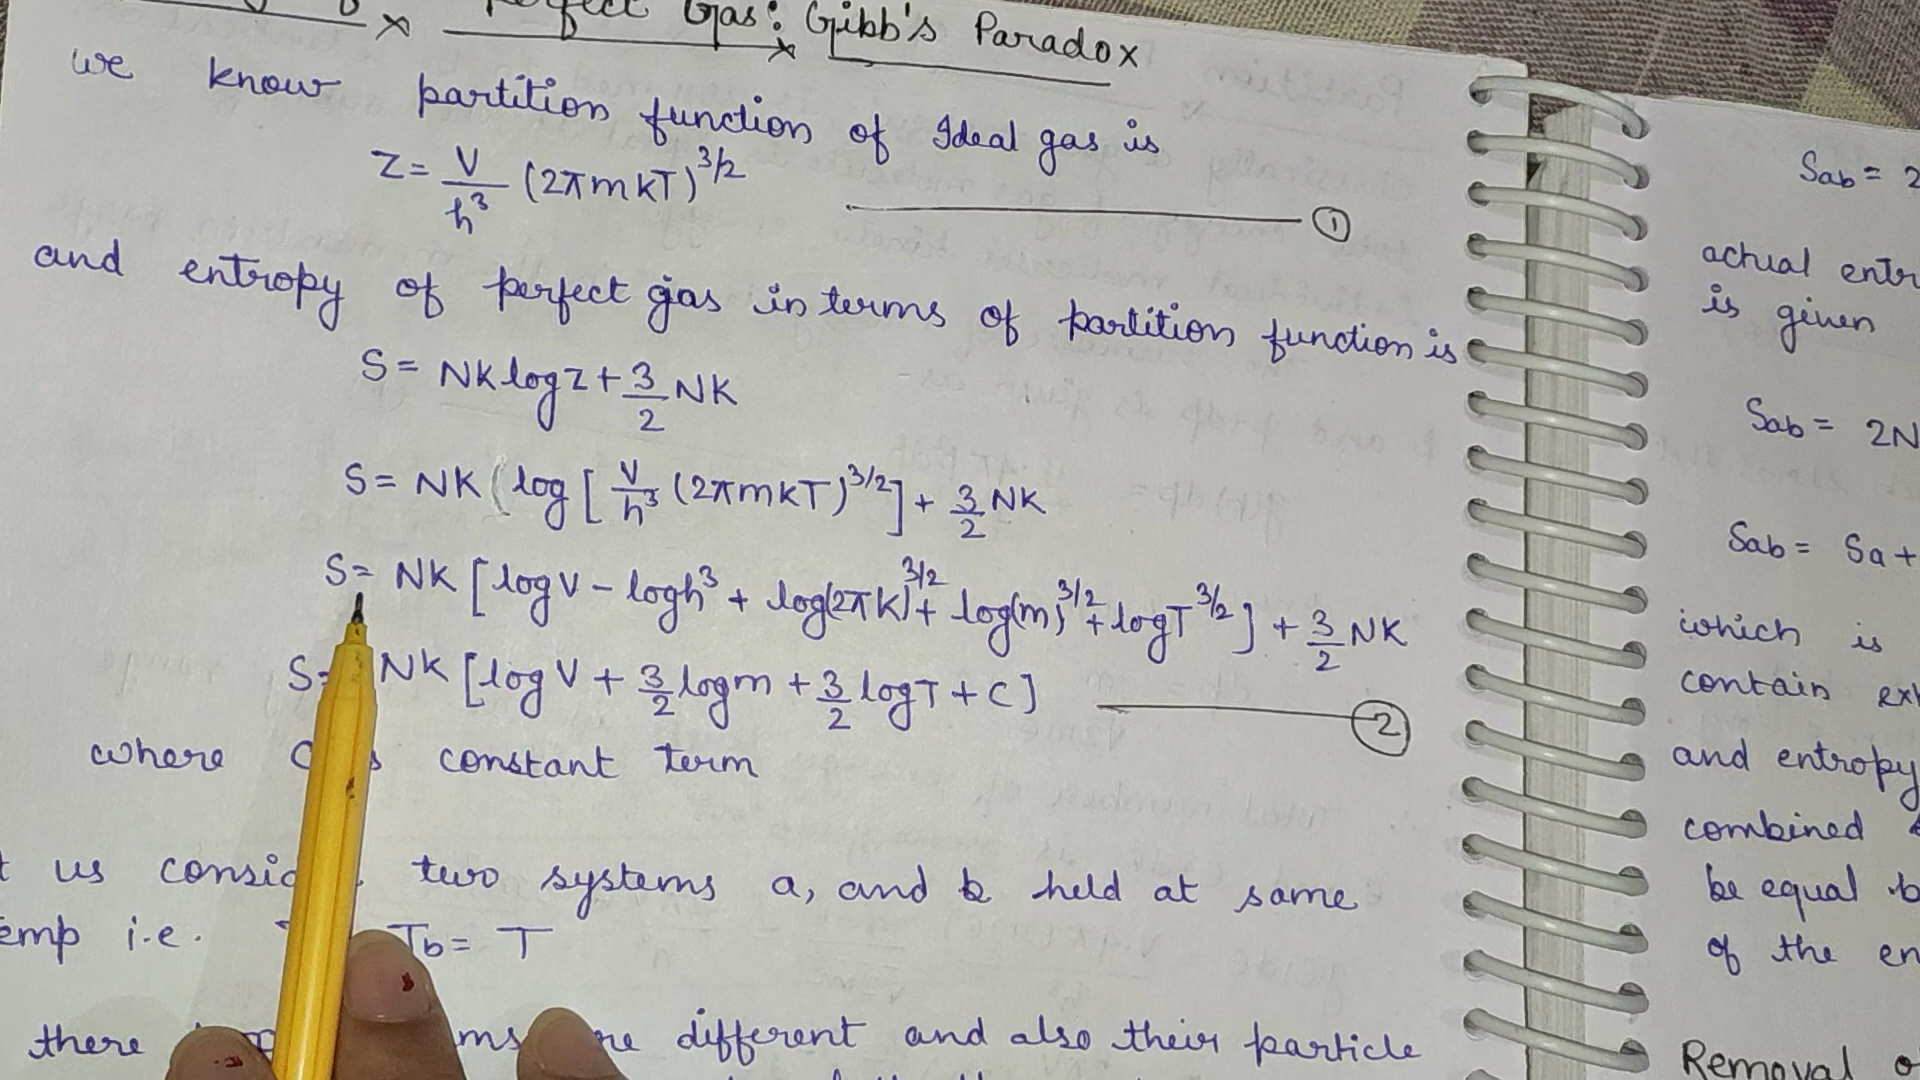 Perfect Gas: Gibb's Paradox
we know partition function of Ideal gas is
Z = V/h³ (2πmkT)^3/2 ——— ①
and entropy of perfect gas in terms of partition function is
S = NK log Z + 3/2 NK
S = NK ( log [ V/h³ (2πmkT)^3/2 ] + 3/2 NK
S = NK [ log V - log h³ + log(2πK)^3/2 + log(m)^3/2 + log T^3/2 ] + 3/2 NK
S = NK [ log V + 3/2 log m + 3/2 log T + C ] ——— ②
where constant term
us two systems a, and b held at same
i.e. Tb = T
there different and also their particle
Sab = 2
actual
is given
Sab = 2N
Sab = Sa +
which is
contain
and entropy
combined
be equal
of the
Removal